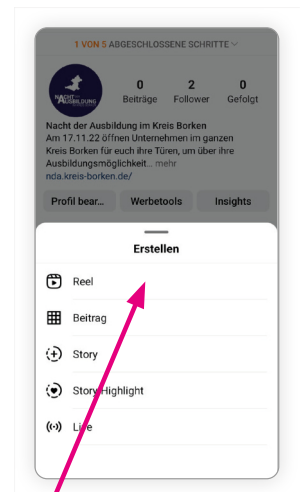 1 VON 5 ABGESCHLOSSENE SCHRITTE
NACHT
AUSBILDUNG
0 2 0
Beiträge Follower Gefolgt
Nacht der Ausbildung im Kreis Borken
Am 17.11.22 öffnen Unternehmen im ganzen
Kreis Borken für euch ihre Türen, um über ihre
Ausbildungsmöglichkeit... mehr
nda.kreis-borken.de/
Profil bear... Werbetools Insights
Erstellen
Reel
Beitrag
Story
Story Highlight
Live